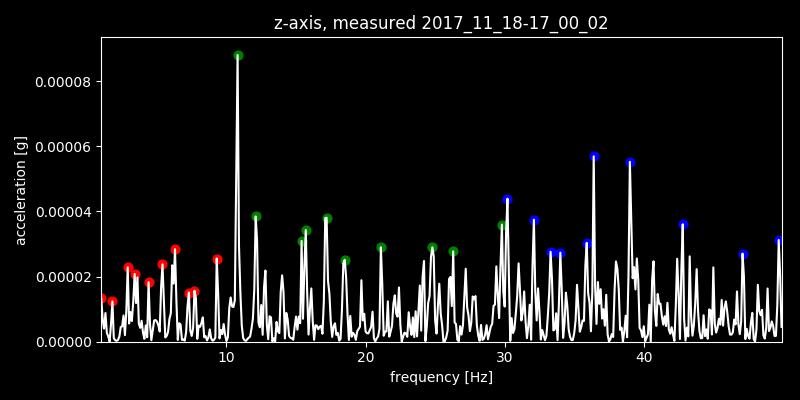 z-axis, measured 2017_11_18-17_00_02
acceleration [g]
0.00008
0.00006
0.00004
0.00002
0.00000
10 20 30 40
frequency [Hz]